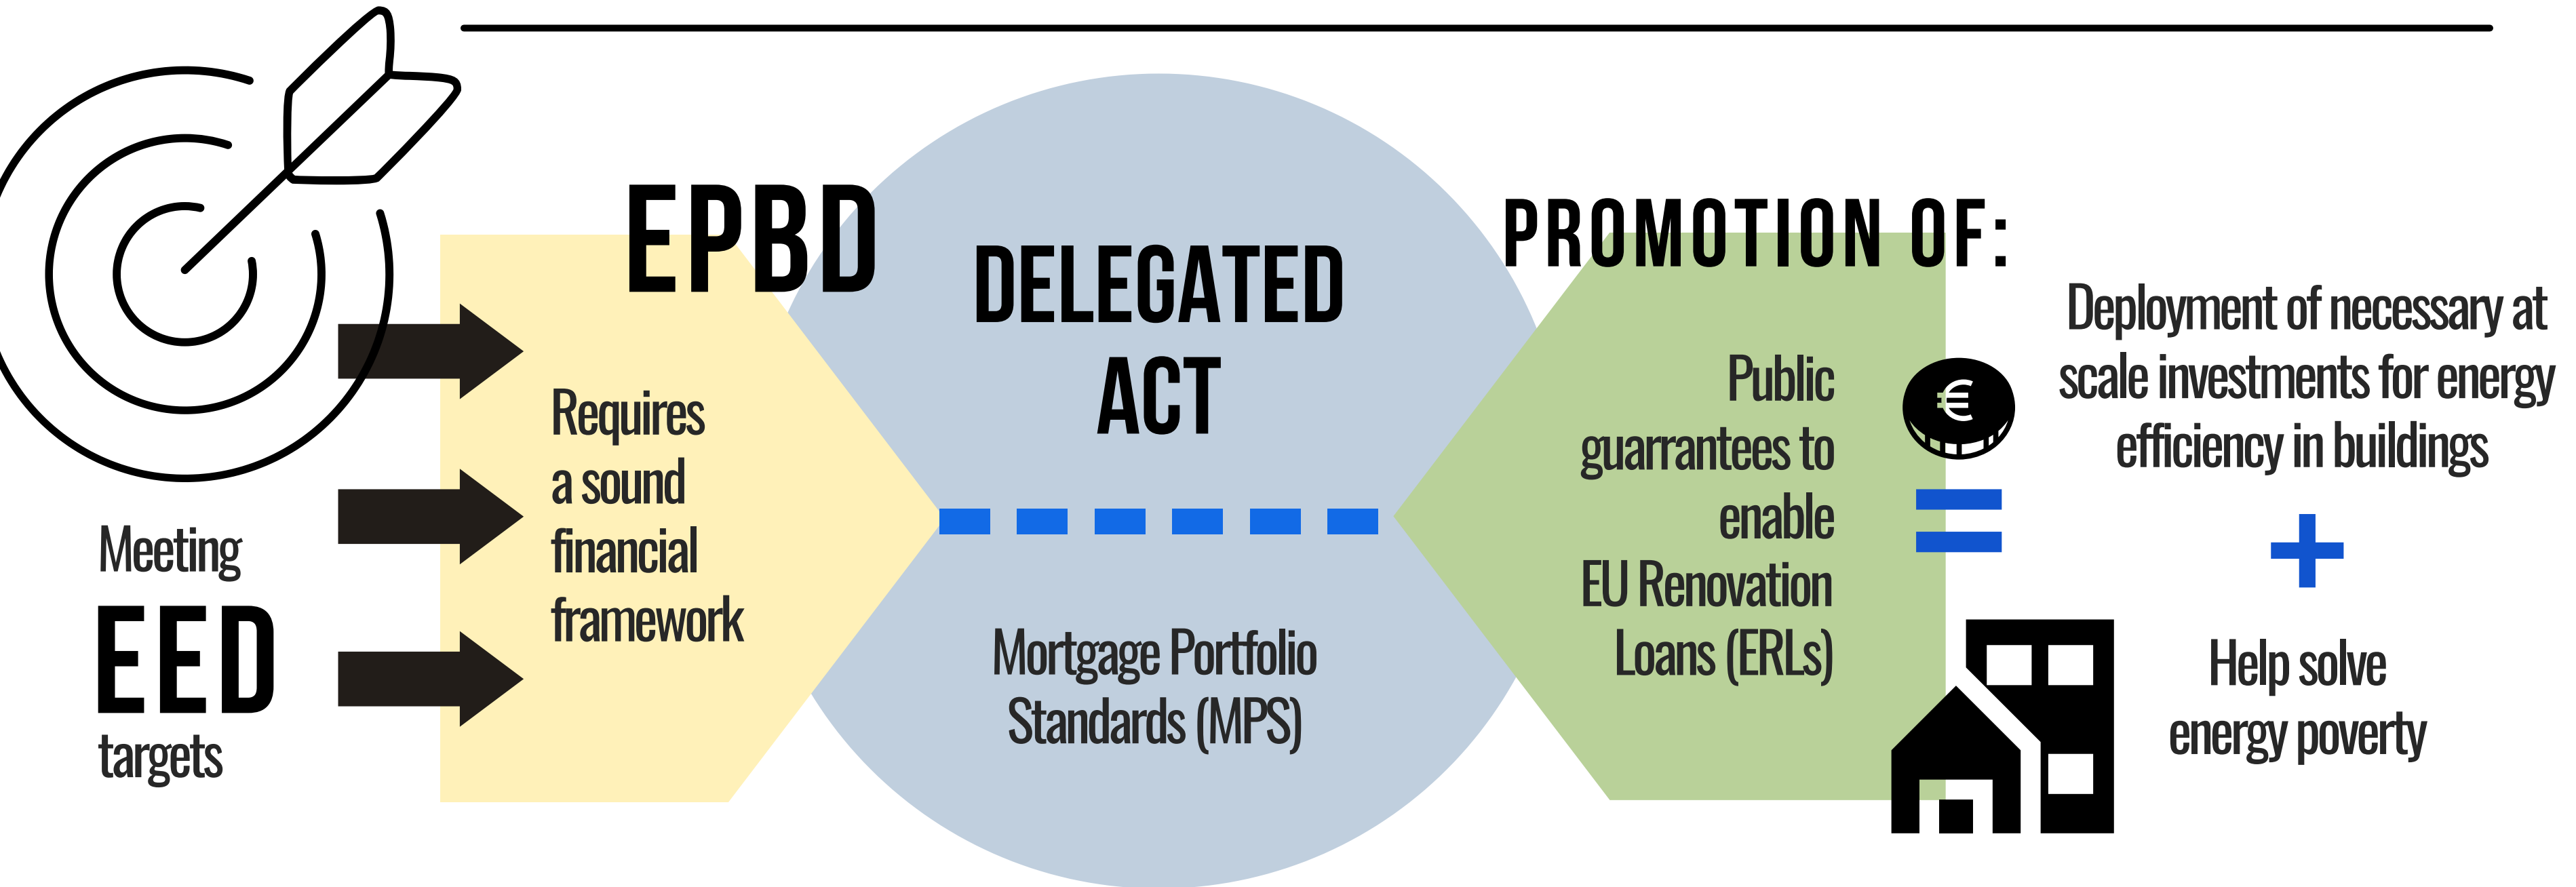 Meeting
EED
targets
EPBD
Requires
a sound
financial
framework
DELEGATED
ACT
Mortgage Portfolio
Standards (MPS)
PROMOTION OF:
Public
guarrantees to
enable
EU Renovation
Loans (ERLs)
€
=
Deployment of necessary at
scale investments for energy
efficiency in buildings
+
Help solve
energy poverty